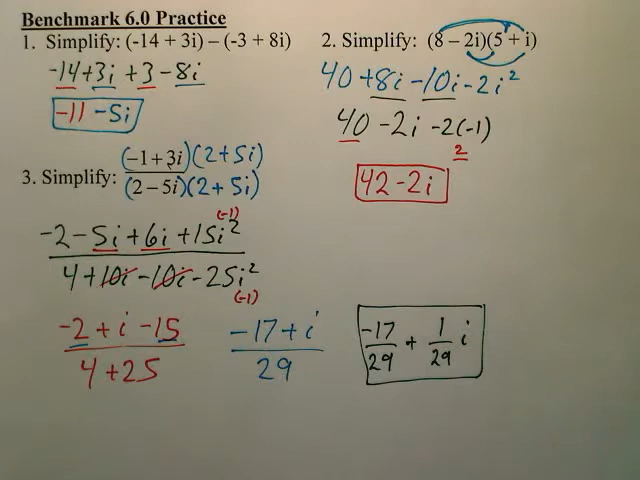 Benchmark 6.0 Practice
1. Simplify: (-14 + 3i) – (-3 + 8i)
-14+3i +3 -8i
-11 -5i
2. Simplify: (8 – 2i)(5 + i)
40 +8i -10i -2i²
40 -2i -2(-1)
2
42-2i
3. Simplify: (-1 + 3i)(2+5i)
(2 – 5i)(2+5i)
(-1)
-2 -5i +6i +15i²
4 +10i -10i -25i²
(-1)
-2 + i -15
4 +25
-17 + i
29
-17/29 + 1/29 i